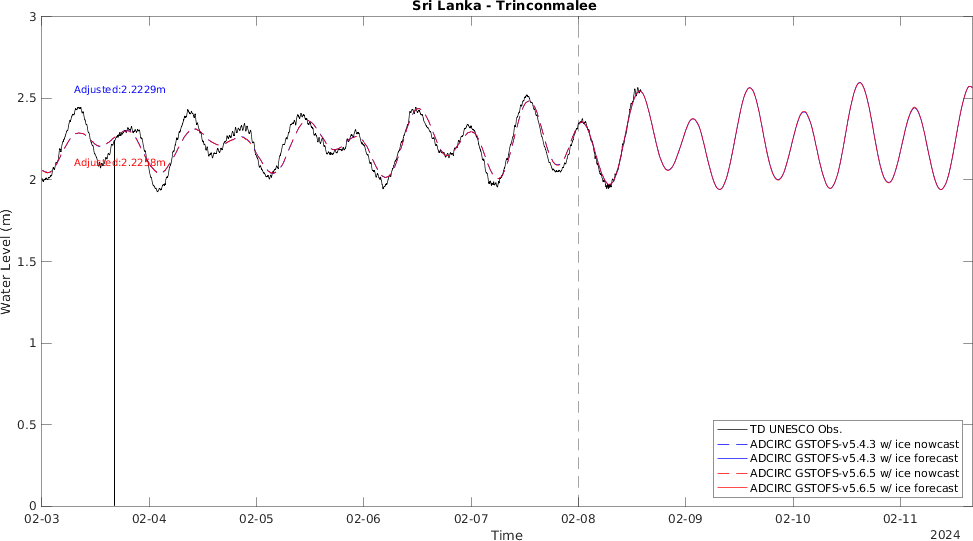 Sri Lanka - Trinconmalee
3
2.5
2
1.5
1
0.5
0
Water Level (m)
Adjusted:2.2229m
Adjusted:2.2258m
TD UNESCO Obs.
ADCIRC GSTOFS-v5.4.3 w/ ice nowcast
ADCIRC GSTOFS-v5.4.3 w/ ice forecast
ADCIRC GSTOFS-v5.6.5 w/ ice nowcast
ADCIRC GSTOFS-v5.6.5 w/ ice forecast
02-03 02-04 02-05 02-06 02-07 02-08 02-09 02-10 02-11
Time
2024